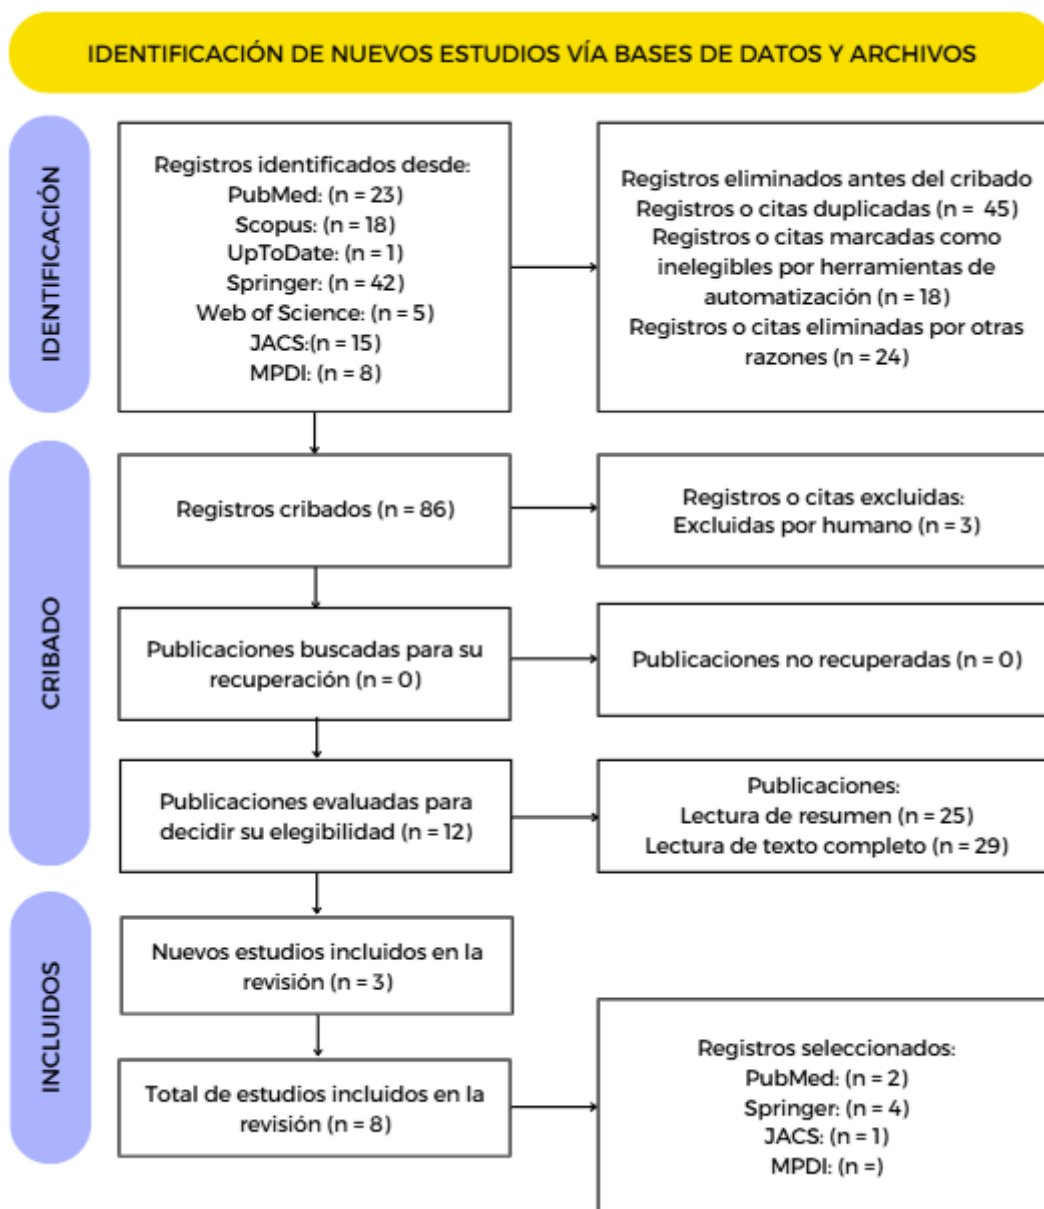 IDENTIFICACIÓN DE NUEVOS ESTUDIOS VÍA BASES DE DATOS Y ARCHIVOS
IDENTIFICACIÓN
Registros identificados desde:
PubMed: (n = 23)
Scopus: (n = 18)
UpToDate: (n = 1)
Springer: (n = 42)
Web of Science: (n = 5)
JACS:(n = 15)
MPDI: (n = 8)
Registros eliminados antes del cribado
Registros o citas duplicadas (n = 45)
Registros o citas marcadas como
inelegibles por herramientas de
automatización (n = 18)
Registros o citas eliminadas por otras
razones (n = 24)
CRIBADO
Registros cribados (n = 86)
Registros o citas excluidas:
Excluidas por humano (n = 3)
Publicaciones buscadas para su
recuperación (n = 0)
Publicaciones no recuperadas (n = 0)
Publicaciones evaluadas para
decidir su elegibilidad (n = 12)
Publicaciones:
Lectura de resumen (n = 25)
Lectura de texto completo (n = 29)
INCLUIDOS
Nuevos estudios incluidos en la
revisión (n = 3)
Total de estudios incluidos en la
revisión (n = 8)
Registros seleccionados:
PubMed: (n = 2)
Springer: (n = 4)
JACS: (n = 1)
MPDI: (n =)